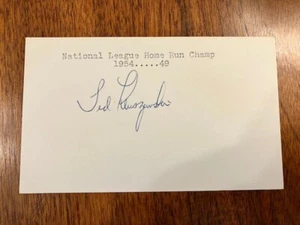 National League Home Run Champ
1954.....49
Ted Kluszewski